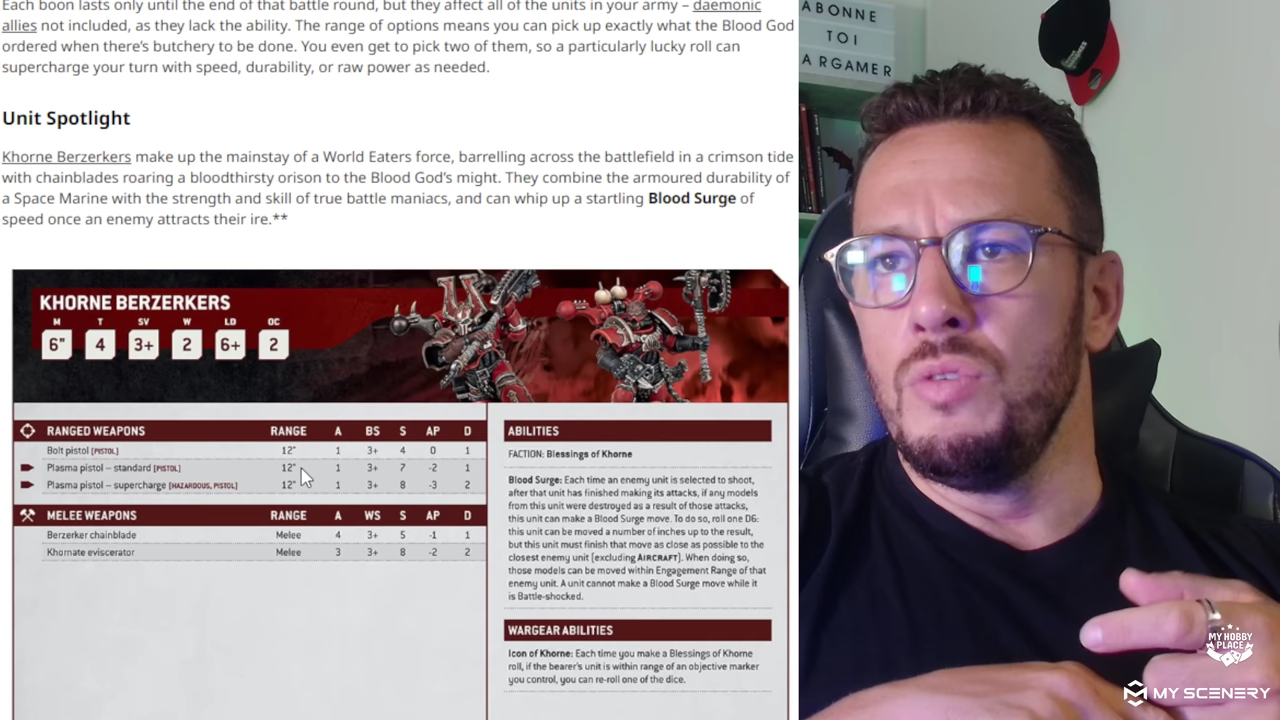 Each boon lasts only until the end of that battle round, but they affect all of the units in your army – daemonic
allies not included, as they lack the ability. The range of options means you can pick up exactly what the Blood God
ordered when there's butchery to be done. You even get to pick two of them, so a particularly lucky roll can
supercharge your turn with speed, durability, or raw power as needed.
Unit Spotlight
Khorne Berzerkers make up the mainstay of a World Eaters force, barrelling across the battlefield in a crimson tide
with chainblades roaring a bloodthirsty orison to the Blood God's might. They combine the armoured durability of
a Space Marine with the strength and skill of true battle maniacs, and can whip up a startling Blood Surge of
speed once an enemy attracts their ire.**
KHORNE BERZERKERS
M T SV W LD OC
6" 4 3+ 2 6+ 2
RANGED WEAPONS RANGE A BS S AP D
Bolt pistol [PISTOL] 12" 1 3+ 4 0 1
Plasma pistol – standard [PISTOL] 12" 1 3+ 7 -2 1
Plasma pistol – supercharge [HAZARDOUS, PISTOL] 12" 1 3+ 8 -3 2
MELEE WEAPONS RANGE A WS S AP D
Berzerker chainblade Melee 4 3+ 5 -1 1
Khornate eviscerator Melee 3 3+ 8 -2 2
ABILITIES
FACTION: Blessings of Khorne
Blood Surge: Each time an enemy unit is selected to shoot,
after that unit has finished making its attacks, if any models
from this unit were destroyed as a result of those attacks,
this unit can make a Blood Surge move. To do so, roll one D6:
this unit can be moved a number of inches up to the result,
but this unit must finish that move as close as possible to the
closest enemy unit (excluding AIRCRAFT). When doing so,
those models can be moved within Engagement Range of that
enemy unit. A unit cannot make a Blood Surge move while it
is Battle-shocked.
WARGEAR ABILITIES
Icon of Khorne: Each time you make a Blessings of Khorne
roll, if the bearer's unit is within range of an objective marker
you control, you can re-roll one of the dice.
ABONNE
TOI
ARGAMER
MY HOBBY
PLACE
MY SCENERY